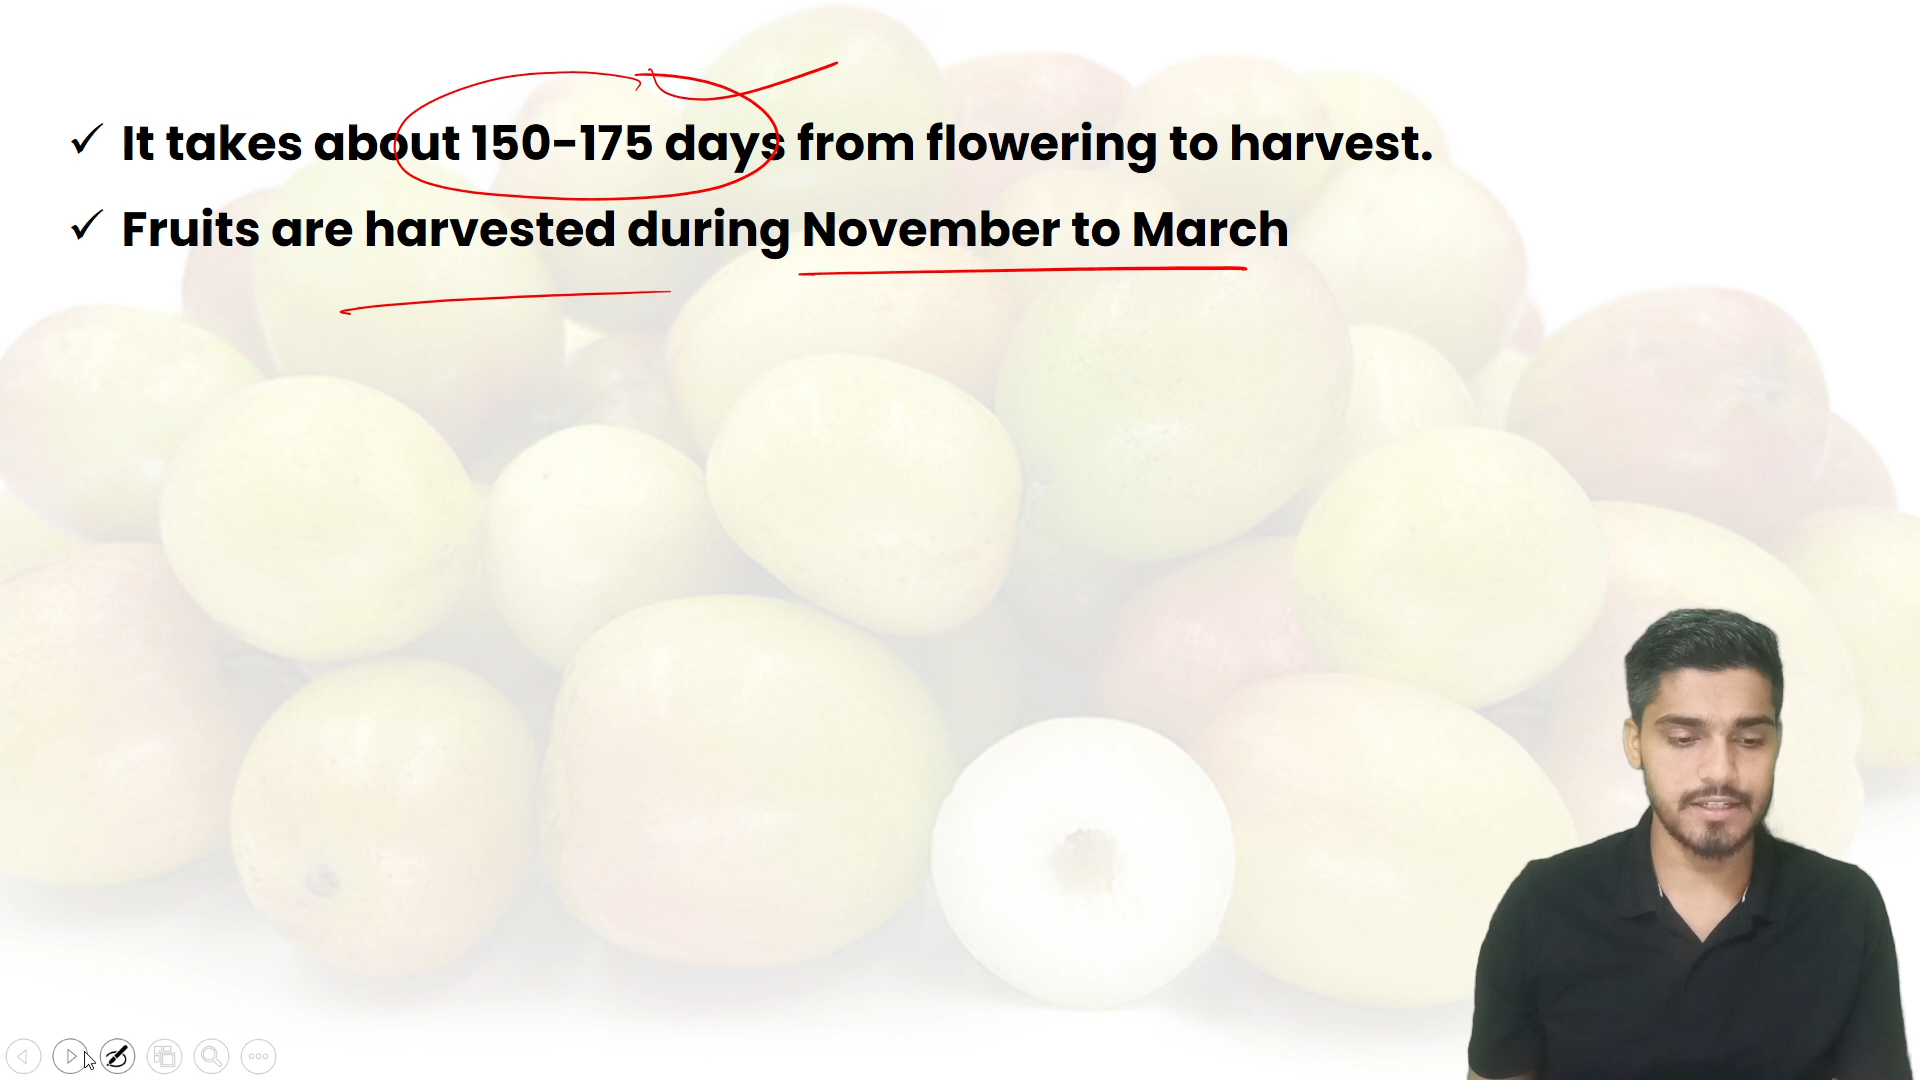 ✓ It takes about 150-175 days from flowering to harvest.
✓ Fruits are harvested during November to March